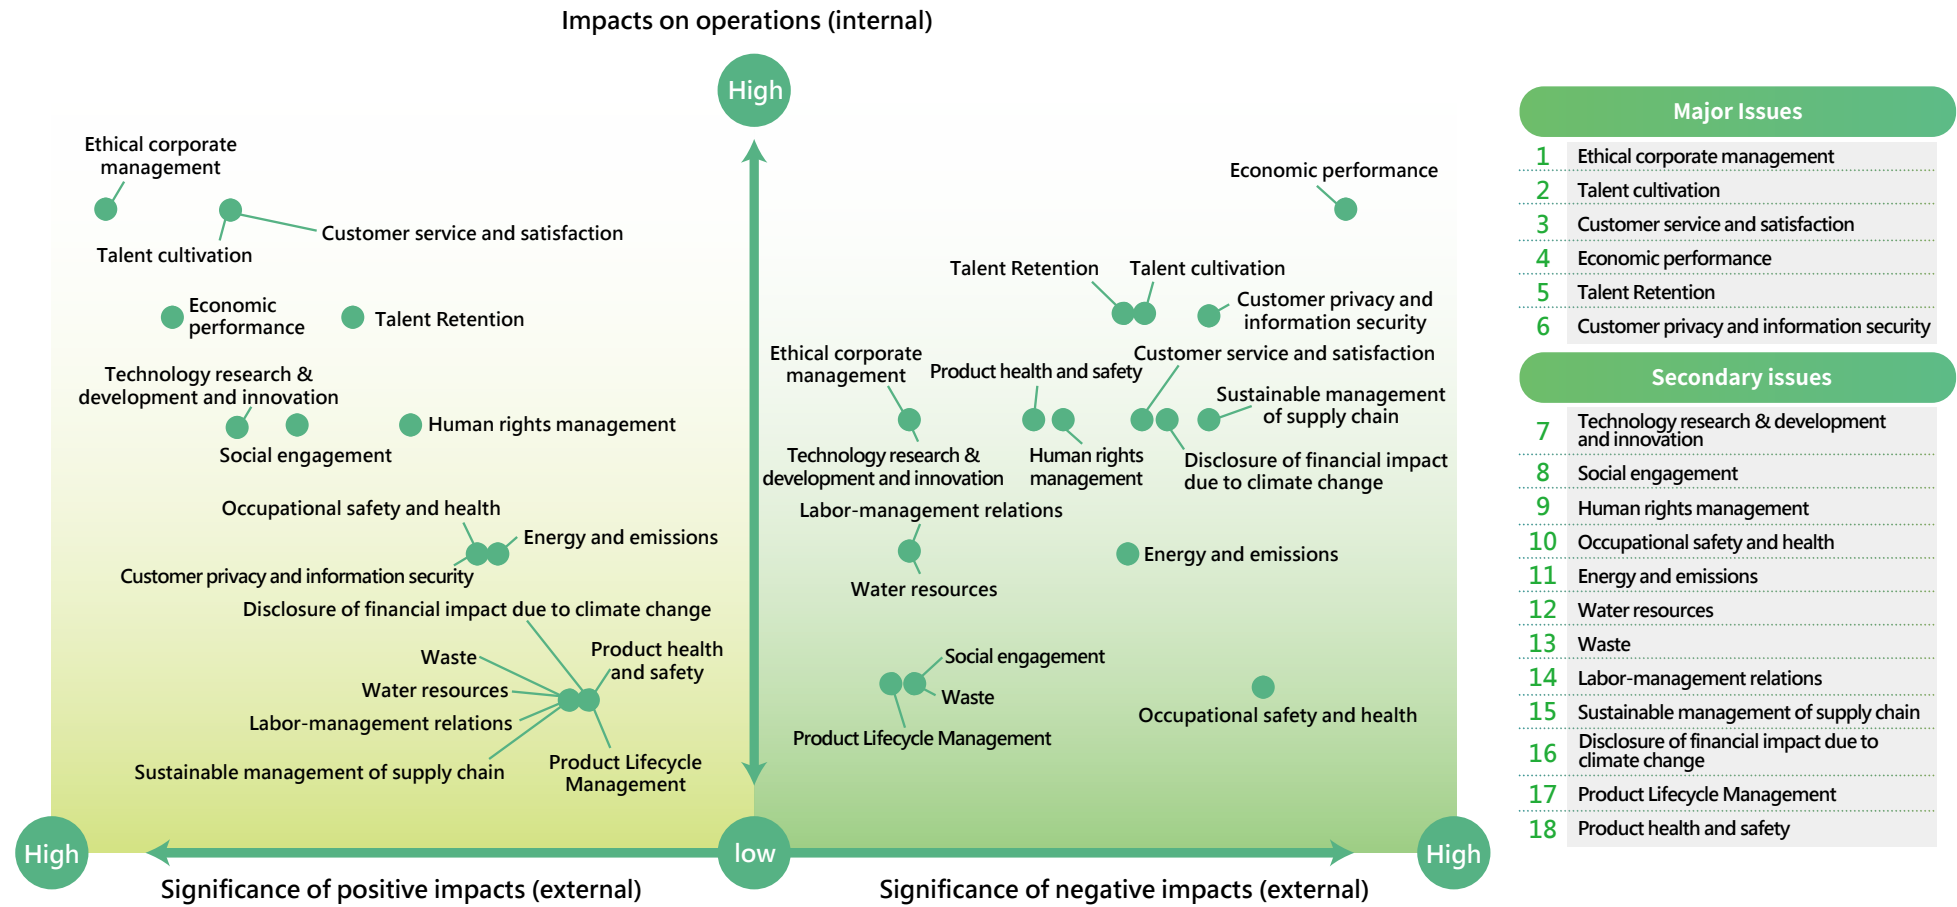 Impacts on operations (internal)
High
Ethical corporate
management
Talent cultivation
Customer service and satisfaction
Economic
performance
Talent Retention
Technology research &
development and innovation
Social engagement
Human rights management
Occupational safety and health
Energy and emissions
Customer privacy and information security
Disclosure of financial impact due to climate change
Waste
Product health
and safety
Water resources
Labor-management relations
Sustainable management of supply chain
Product Lifecycle
Management
Economic performance
Talent Retention
Talent cultivation
Customer privacy and
information security
Ethical corporate
management
Product health and safety
Customer service and satisfaction
Sustainable management
of supply chain
Technology research &
development and innovation
Human rights
management
Disclosure of financial impact
due to climate change
Labor-management relations
Water resources
Energy and emissions
Social engagement
Waste
Product Lifecycle Management
Occupational safety and health
High
low
High
Significance of positive impacts (external)
Significance of negative impacts (external)
Major Issues
1 Ethical corporate management
2 Talent cultivation
3 Customer service and satisfaction
4 Economic performance
5 Talent Retention
6 Customer privacy and information security
Secondary issues
7 Technology research & development
and innovation
8 Social engagement
9 Human rights management
10 Occupational safety and health
11 Energy and emissions
12 Water resources
13 Waste
14 Labor-management relations
15 Sustainable management of supply chain
16 Disclosure of financial impact due to
climate change
17 Product Lifecycle Management
18 Product health and safety